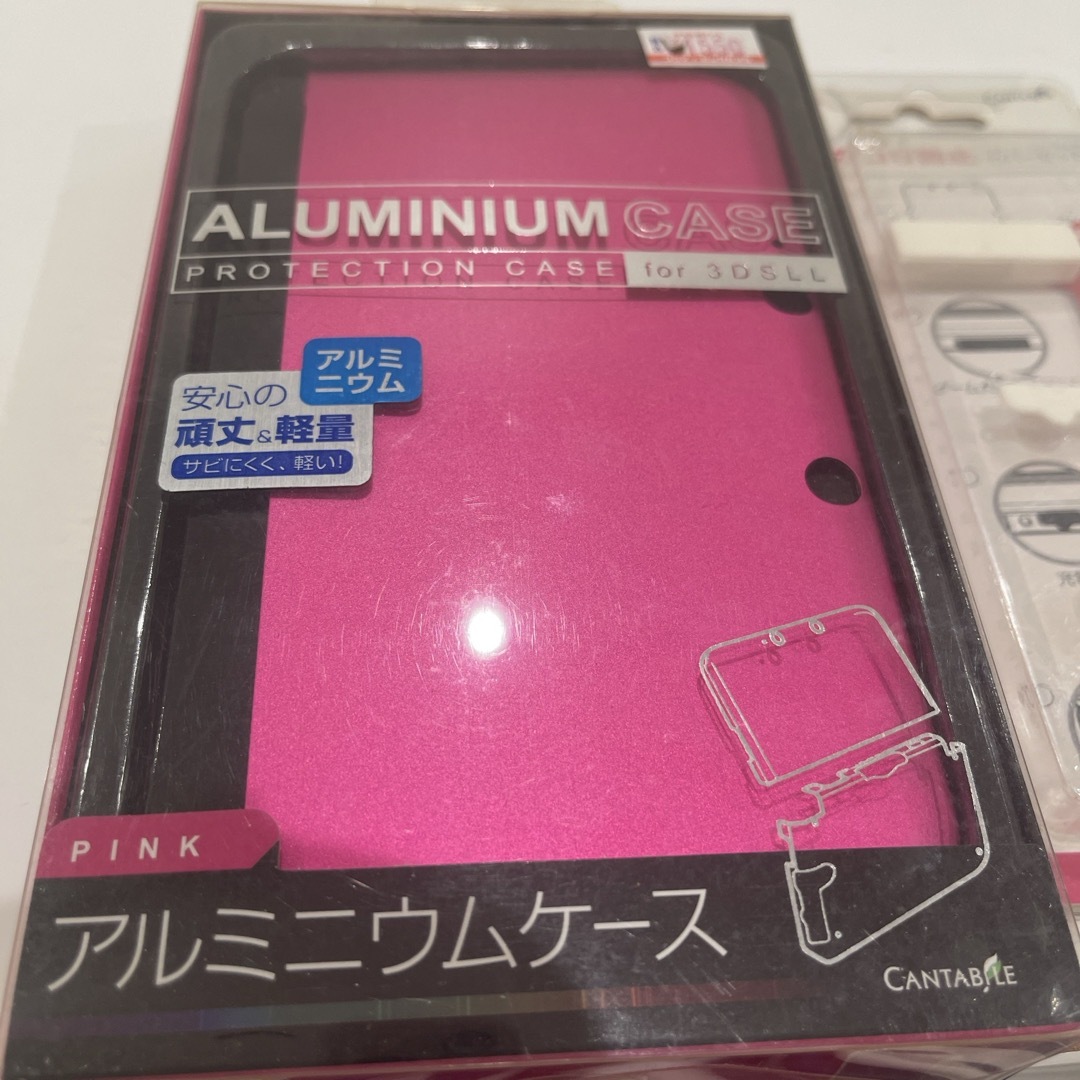 ALUMINIUM CASE
PROTECTION CASE for 3DSLL
アルミ
ニウム
安心の
頑丈&軽量
サビにくく、軽い!
PINK
アルミニウムケース
CANTABILE